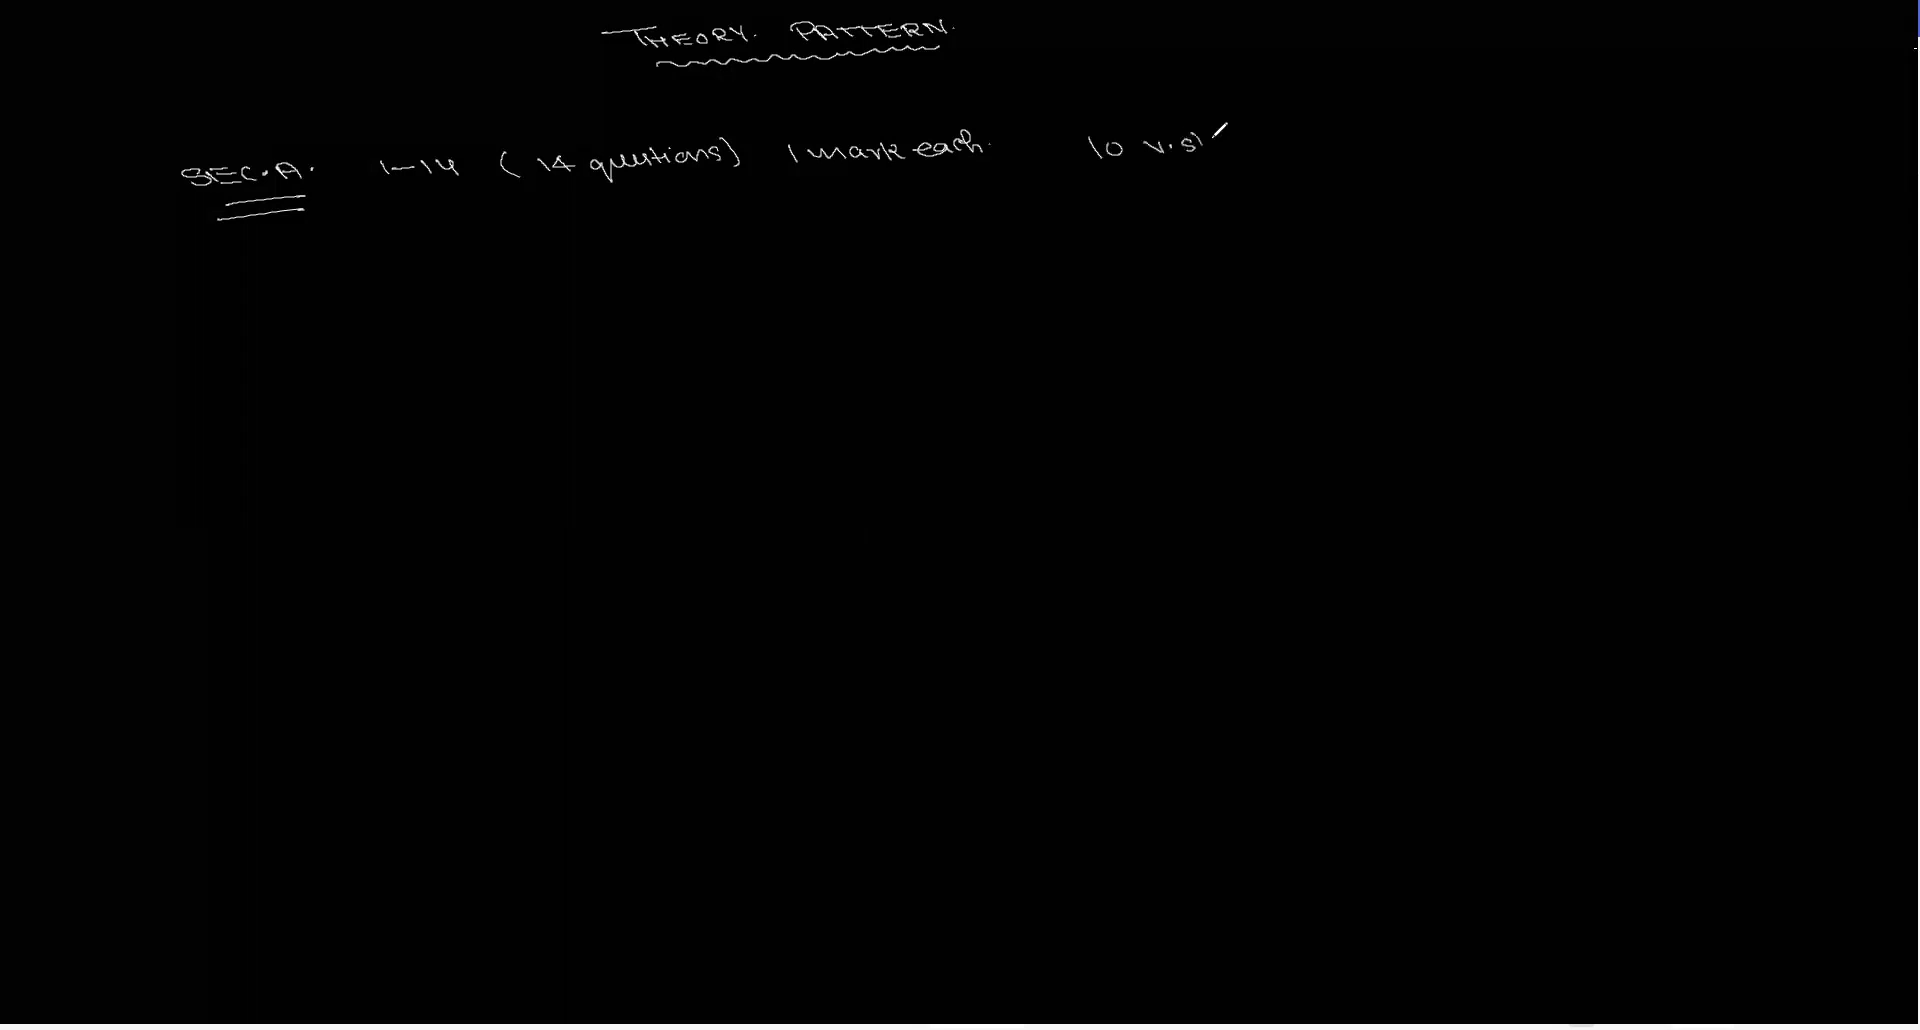 THEORY. PATTERN.
SEC.A. 1-14 (14 questions) 1 mark each. 10 v.s